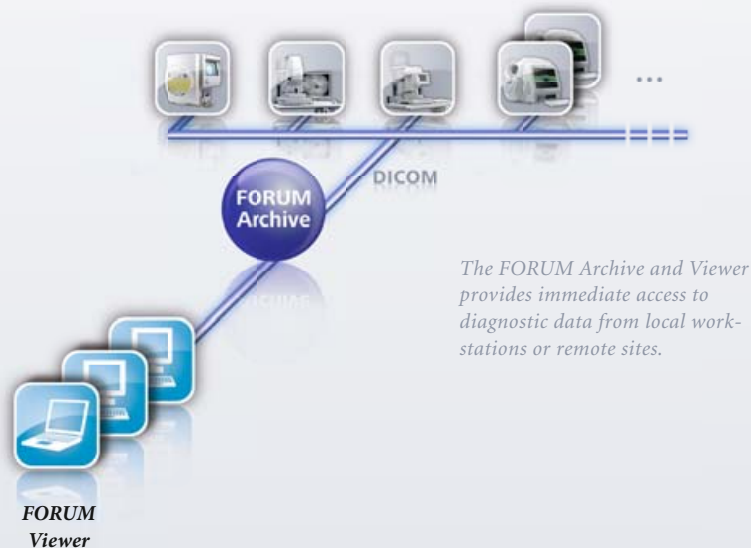 ...
DICOM
FORUM
Archive
The FORUM Archive and Viewer
provides immediate access to
diagnostic data from local work-
stations or remote sites.
FORUM
Viewer